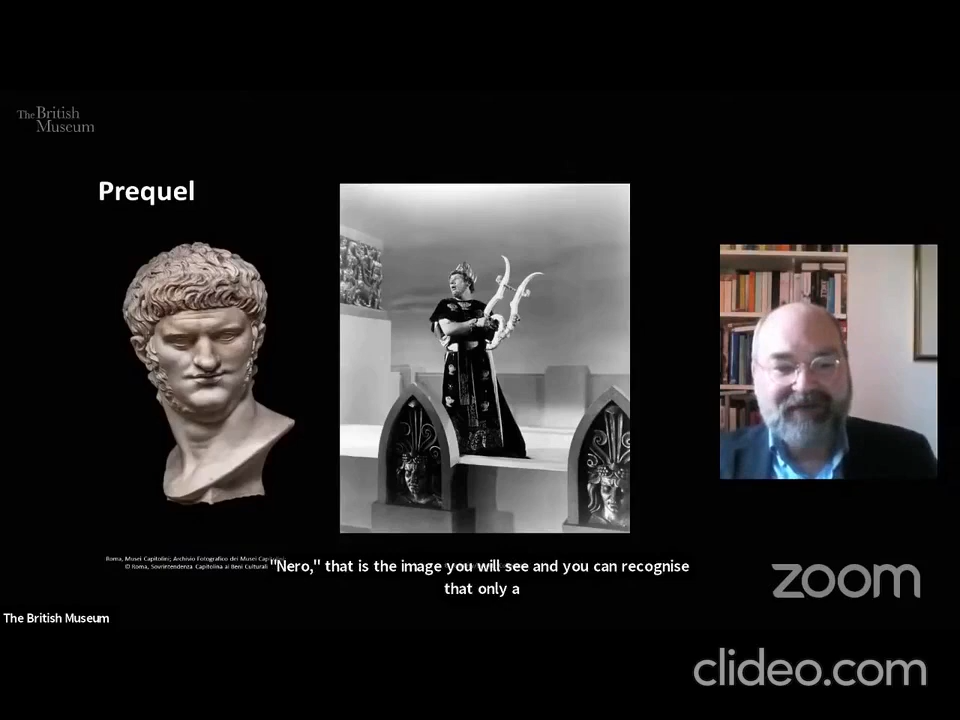 The British
Museum
Prequel
Roma, Musei Capitolini; Archivio Fotografico dei Musei Capitolini;
© Roma, Sovrintendenza Capitolina ai Beni Culturali
"Nero," that is the image you will see and you can recognise
that only a
zoom
The British Museum
clideo.com